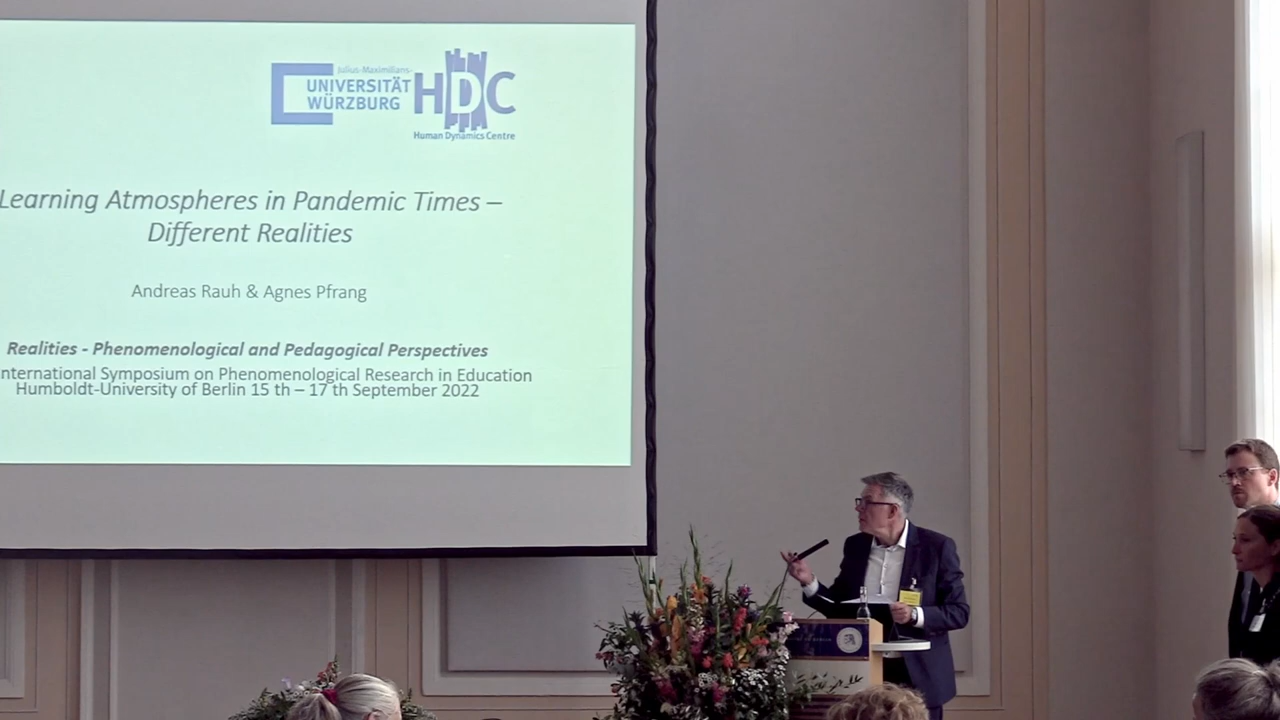 Julius-Maximilians-
UNIVERSITÄT
WÜRZBURG
HDC
Human Dynamics Centre
Learning Atmospheres in Pandemic Times –
Different Realities
Andreas Rauh & Agnes Pfrang
Realities - Phenomenological and Pedagogical Perspectives
International Symposium on Phenomenological Research in Education
Humboldt-University of Berlin 15 th – 17 th September 2022